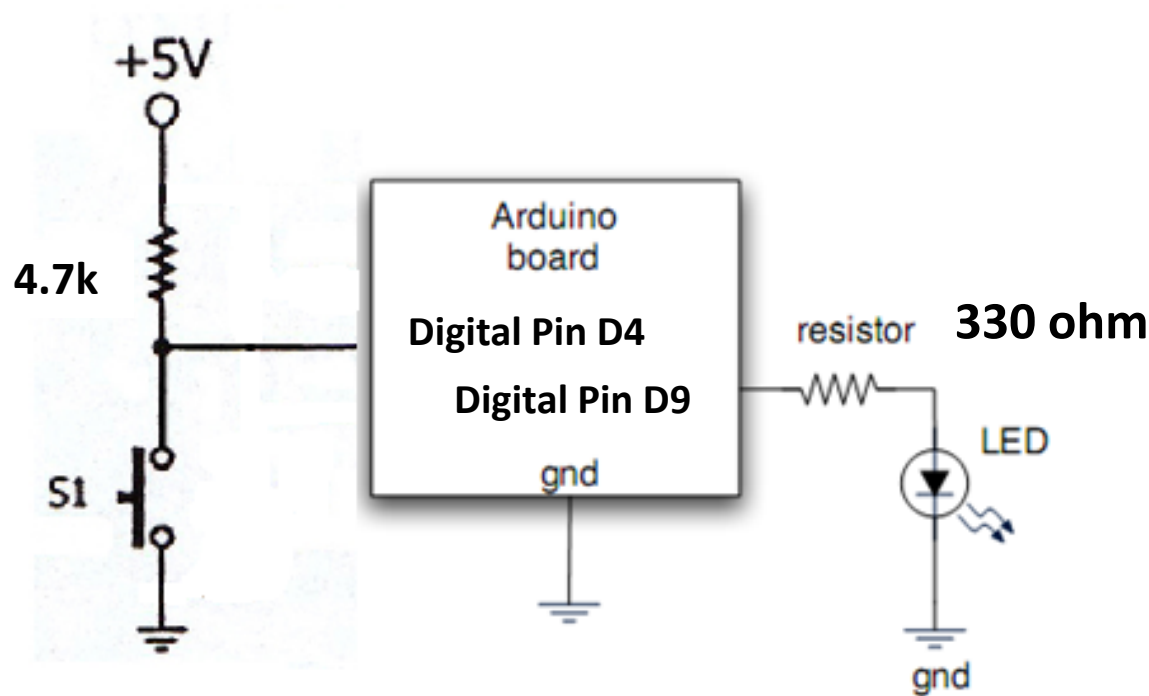 +5V
4.7k
S1
Arduino
board
Digital Pin D4
Digital Pin D9
gnd
resistor
330 ohm
LED
gnd